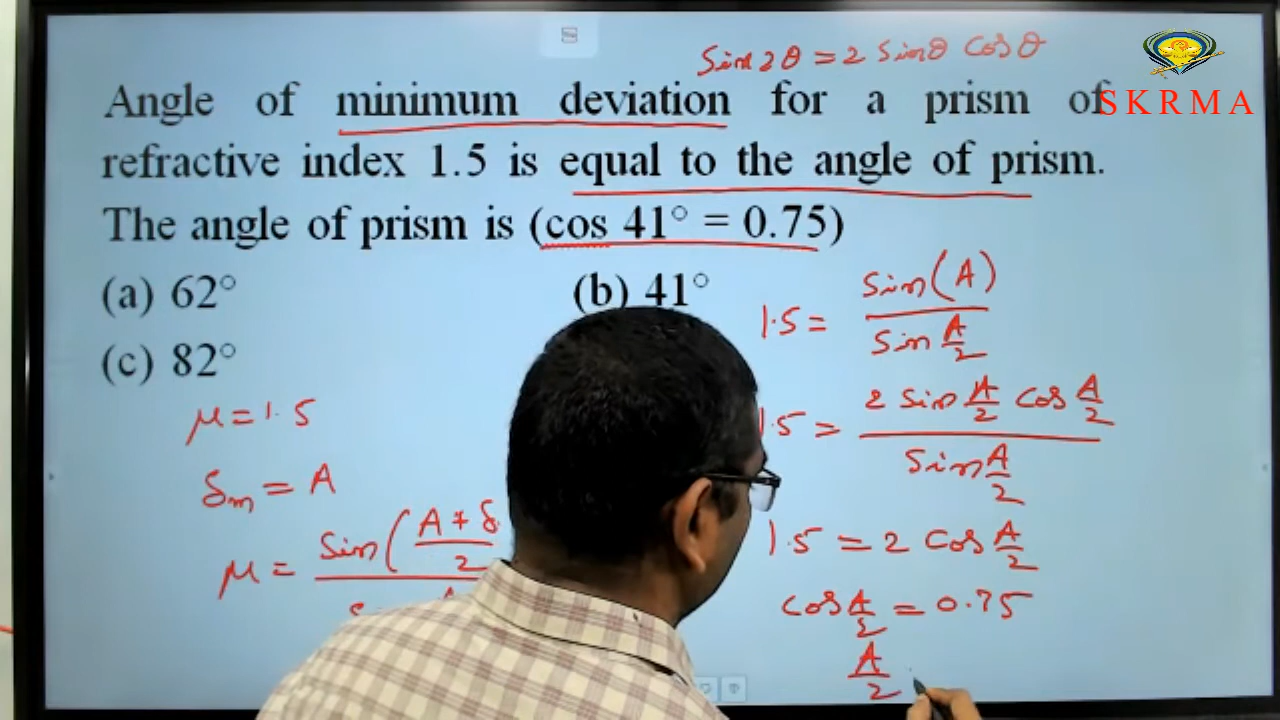 Sin 2θ = 2 Sinθ Cosθ
SKRMA
Angle of minimum deviation for a prism of
refractive index 1.5 is equal to the angle of prism.
The angle of prism is (cos 41° = 0.75)
(a) 62°
(b) 41°
(c) 82°
μ = 1.5
δm = A
μ = Sin(A + δ / 2
1.5 = Sin(A) / Sin A/2
1.5 = 2 Sin A/2 Cos A/2 / Sin A/2
1.5 = 2 Cos A/2
Cos A/2 = 0.75
A/2